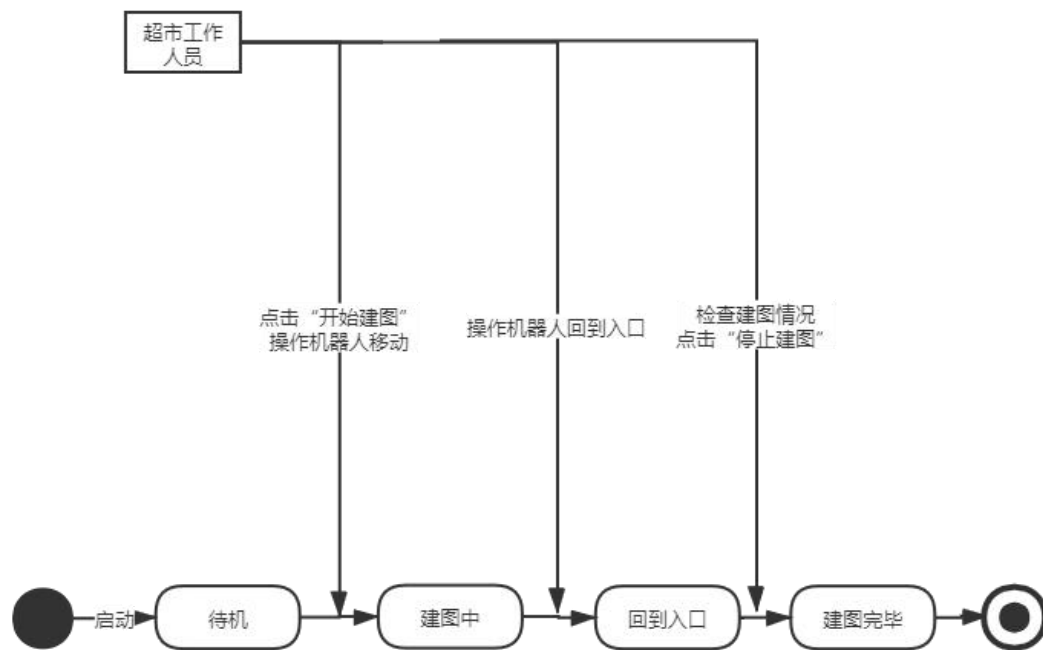 超市工作
人员
点击“开始建图”
操作机器人移动
操作机器人回到入口
检查建图情况
点击“停止建图”
启动
待机
建图中
回到入口
建图完毕